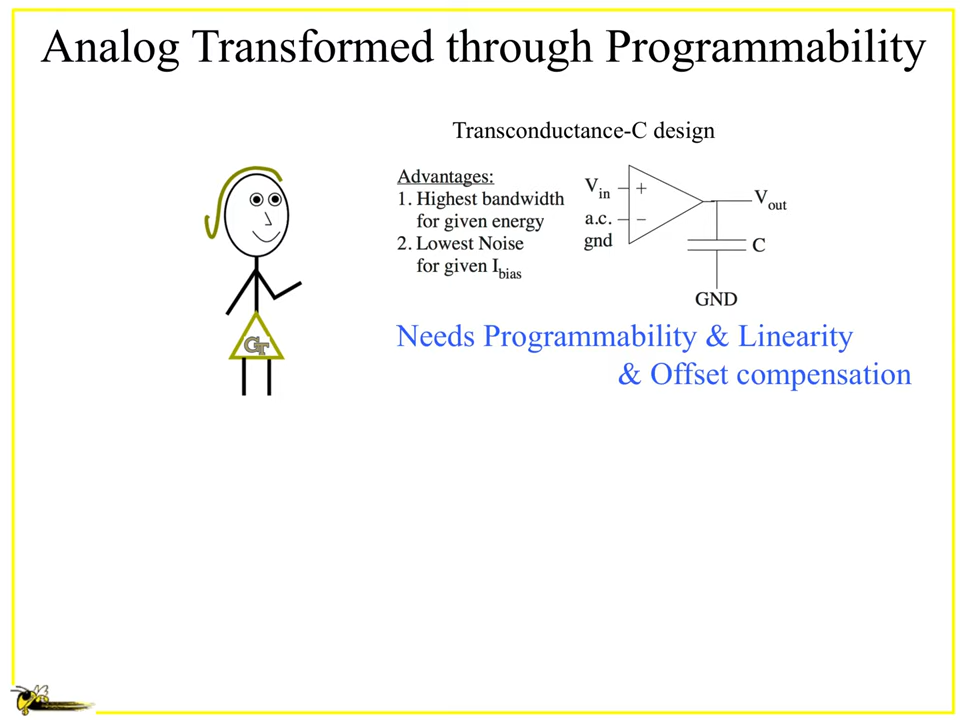 Analog Transformed through Programmability
Transconductance-C design
Advantages:
1. Highest bandwidth
for given energy
2. Lowest Noise
for given Ibias
Vin
+
a.c.
−
gnd
Vout
C
GND
Needs Programmability & Linearity
& Offset compensation
GT